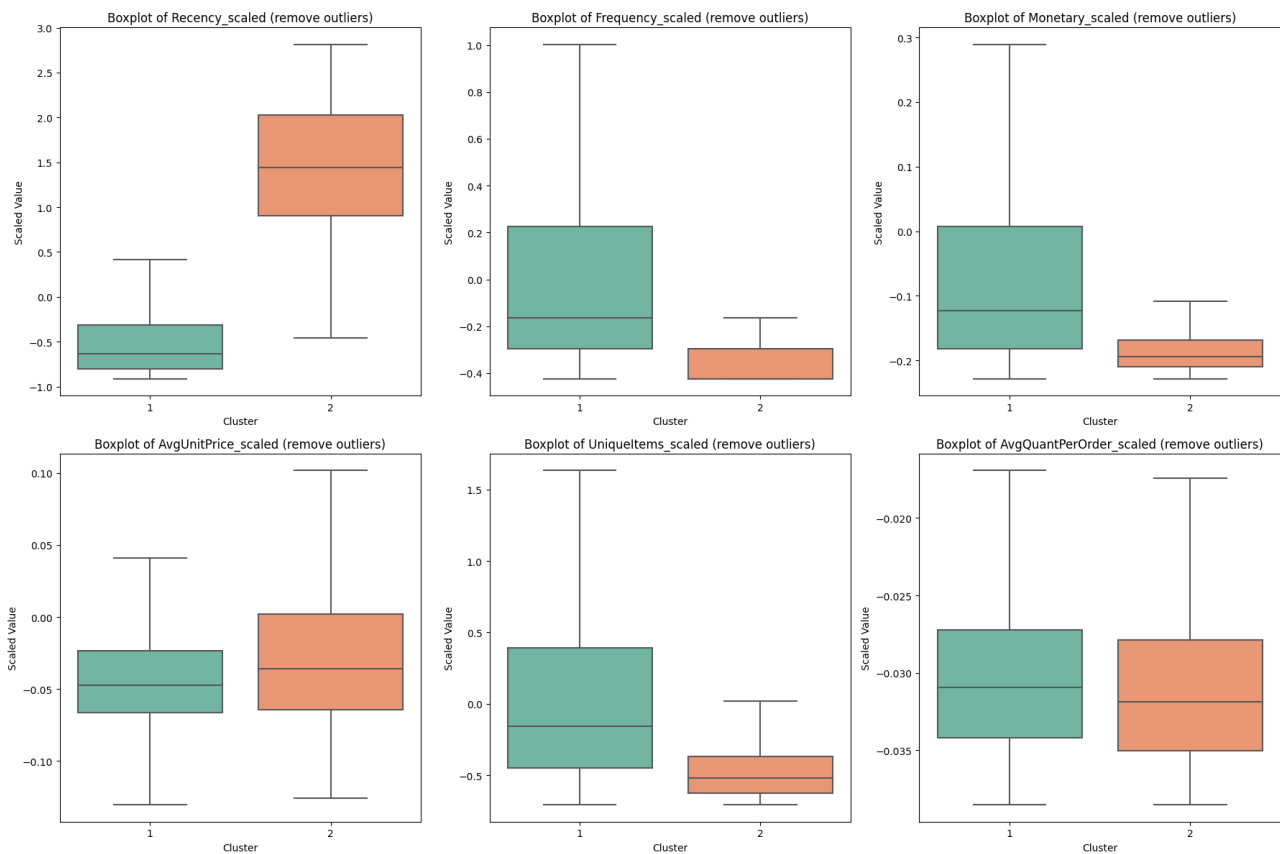 Boxplot of Recency_scaled (remove outliers)
3.0
2.5
2.0
1.5
1.0
0.5
0.0
−0.5
−1.0
Scaled Value
1
2
Cluster
Boxplot of Frequency_scaled (remove outliers)
1.0
0.8
0.6
0.4
0.2
0.0
−0.2
−0.4
Scaled Value
1
2
Cluster
Boxplot of Monetary_scaled (remove outliers)
0.3
0.2
0.1
0.0
−0.1
−0.2
Scaled Value
1
2
Cluster
Boxplot of AvgUnitPrice_scaled (remove outliers)
0.10
0.05
0.00
−0.05
−0.10
Scaled Value
1
2
Cluster
Boxplot of UniqueItems_scaled (remove outliers)
1.5
1.0
0.5
0.0
−0.5
Scaled Value
1
2
Cluster
Boxplot of AvgQuantPerOrder_scaled (remove outliers)
−0.020
−0.025
−0.030
−0.035
Scaled Value
1
2
Cluster